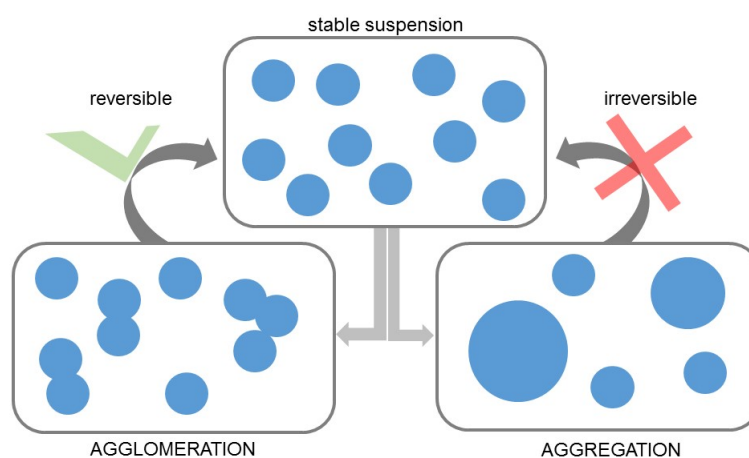 stable suspension
reversible
irreversible
AGGLOMERATION
AGGREGATION